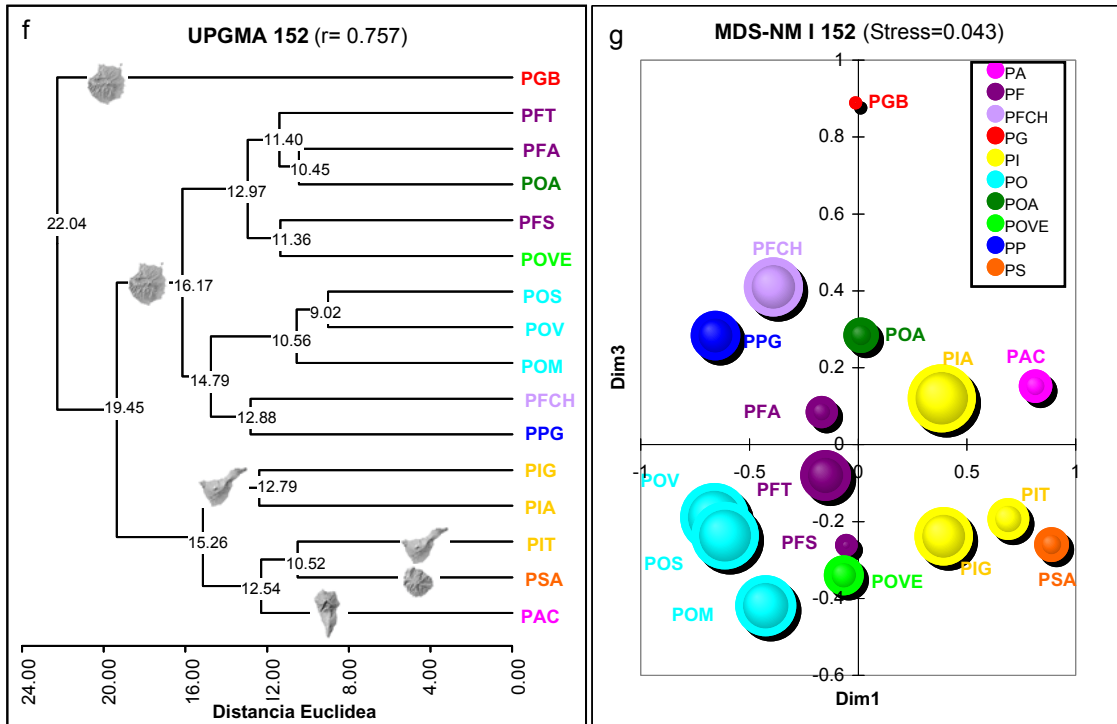 f
UPGMA 152 (r= 0.757)
PGB
PFT
11.40
PFA
10.45
POA
12.97
PFS
22.04
11.36
POVE
16.17
POS
9.02
POV
10.56
POM
14.79
PFCH
19.45
12.88
PPG
PIG
12.79
PIA
15.26
PIT
10.52
PSA
12.54
PAC
24.00 20.00 16.00 12.00 8.00 4.00 0.00
Distancia Euclidea
g
MDS-NM I 152 (Stress=0.043)
1
0.8
0.6
0.4
0.2
0
-0.2
-0.4
-0.6
-1 -0.5 0 0.5 1
Dim3
Dim1
PGB
PFCH
PPG
POA
PIA
PAC
PFA
POV
PFT
PIT
POS
PFS
PIG
PSA
POVE
POM
PA
PF
PFCH
PG
PI
PO
POA
POVE
PP
PS